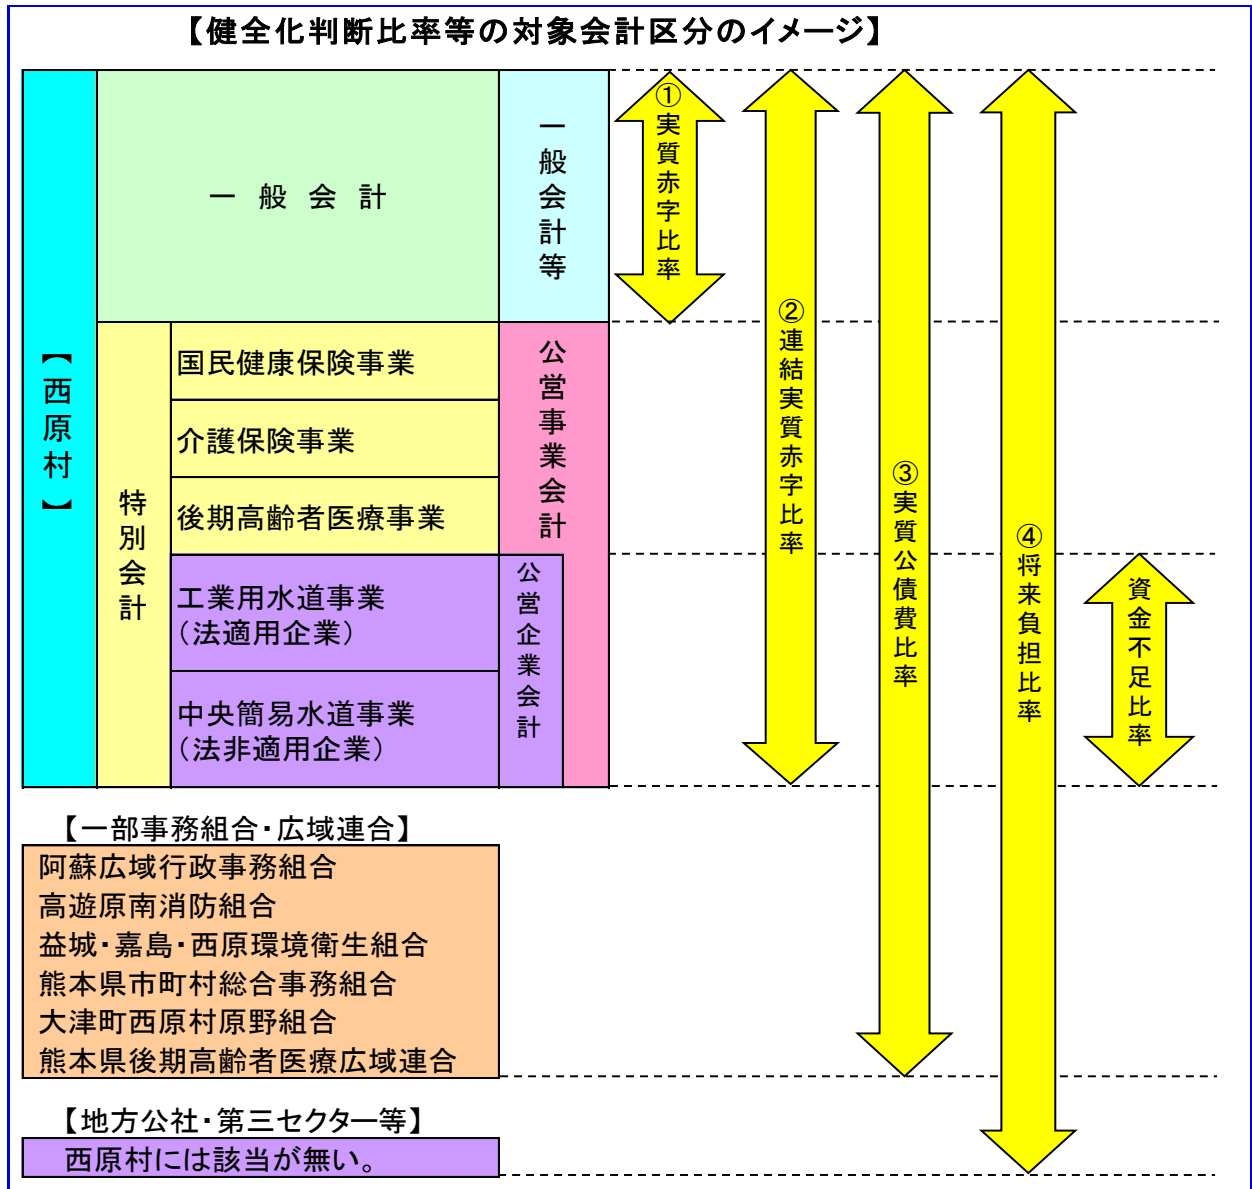 【健全化判断比率等の対象会計区分のイメージ】
【西原村】
一般会計
一般会計等
特別会計
国民健康保険事業
介護保険事業
後期高齢者医療事業
工業用水道事業
（法適用企業）
中央簡易水道事業
（法非適用企業）
公営事業会計
公営企業会計
①実質赤字比率
②連結実質赤字比率
③実質公債費比率
④将来負担比率
資金不足比率
【一部事務組合・広域連合】
阿蘇広域行政事務組合
高遊原南消防組合
益城・嘉島・西原環境衛生組合
熊本県市町村総合事務組合
大津町西原村原野組合
熊本県後期高齢者医療広域連合
【地方公社・第三セクター等】
西原村には該当が無い。